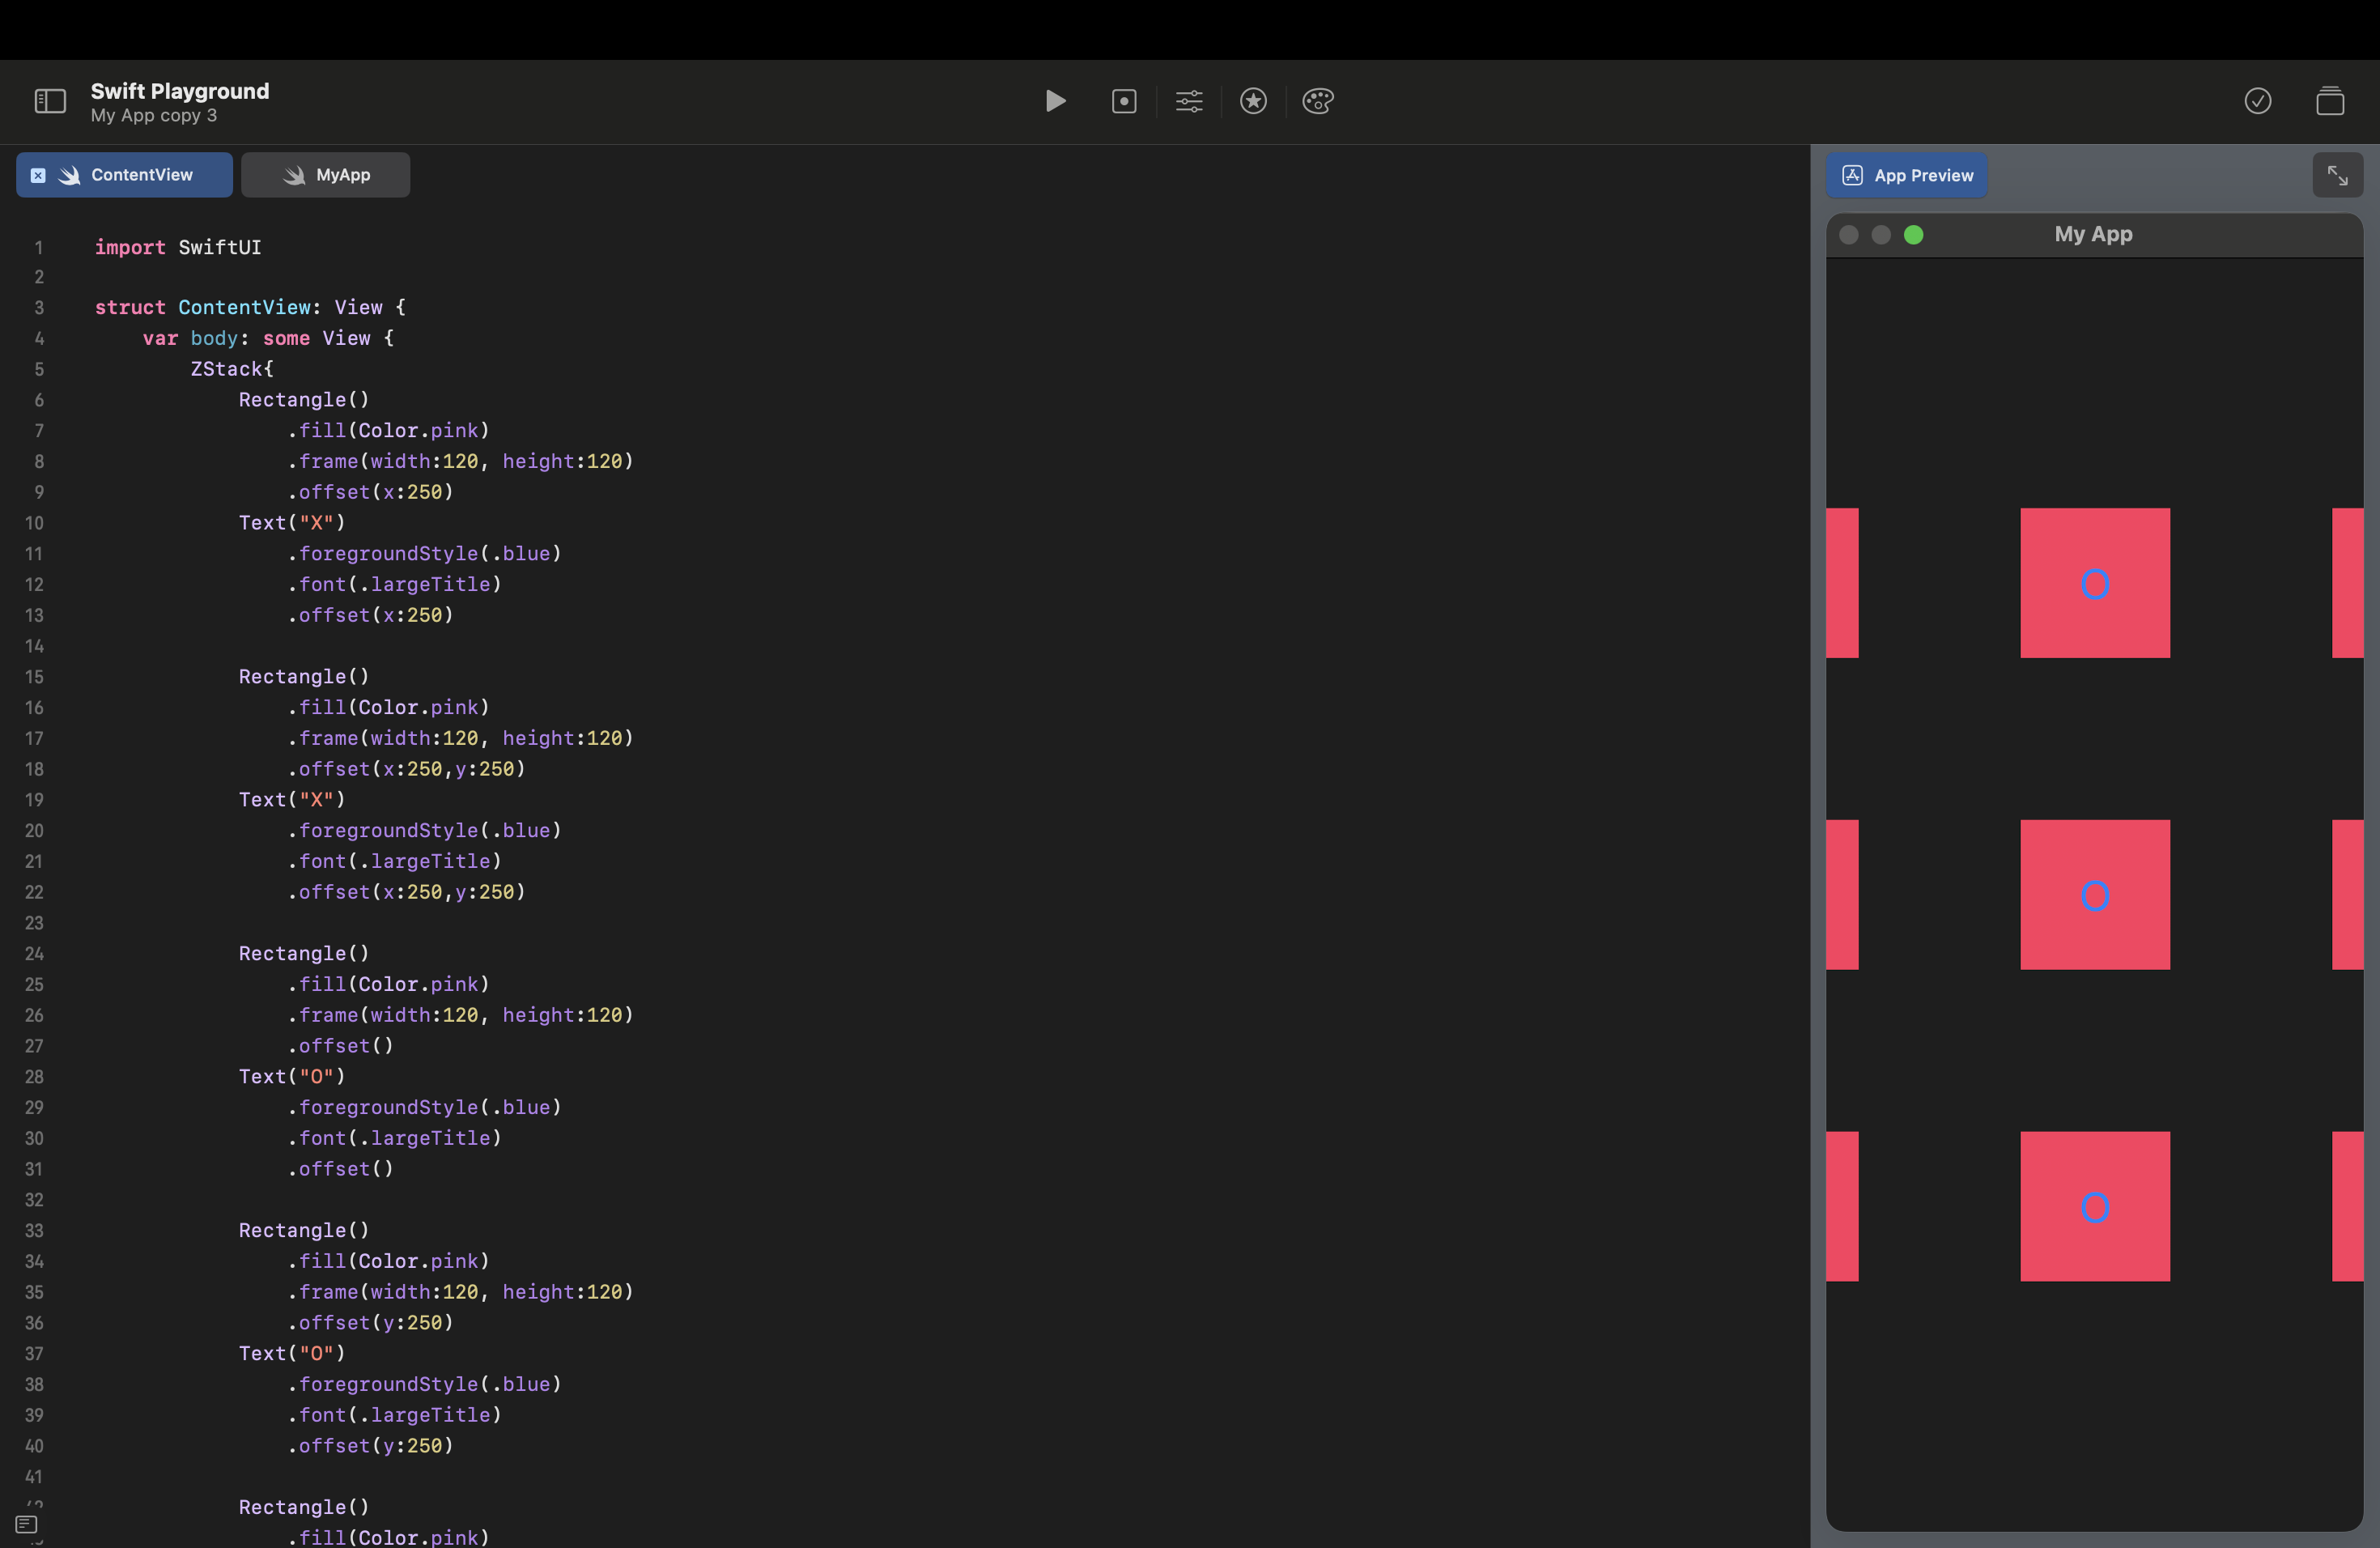 Swift Playground
My App copy 3
ContentView
MyApp
App Preview
My App
1 import SwiftUI
2
3 struct ContentView: View {
4 var body: some View {
5 ZStack{
6 Rectangle()
7 .fill(Color.pink)
8 .frame(width:120, height:120)
9 .offset(x:250)
10 Text("X")
11 .foregroundStyle(.blue)
12 .font(.largeTitle)
13 .offset(x:250)
14
15 Rectangle()
16 .fill(Color.pink)
17 .frame(width:120, height:120)
18 .offset(x:250,y:250)
19 Text("X")
20 .foregroundStyle(.blue)
21 .font(.largeTitle)
22 .offset(x:250,y:250)
23
24 Rectangle()
25 .fill(Color.pink)
26 .frame(width:120, height:120)
27 .offset()
28 Text("O")
29 .foregroundStyle(.blue)
30 .font(.largeTitle)
31 .offset()
32
33 Rectangle()
34 .fill(Color.pink)
35 .frame(width:120, height:120)
36 .offset(y:250)
37 Text("O")
38 .foregroundStyle(.blue)
39 .font(.largeTitle)
40 .offset(y:250)
41
Rectangle()
.fill(Color.pink)
O
O
O